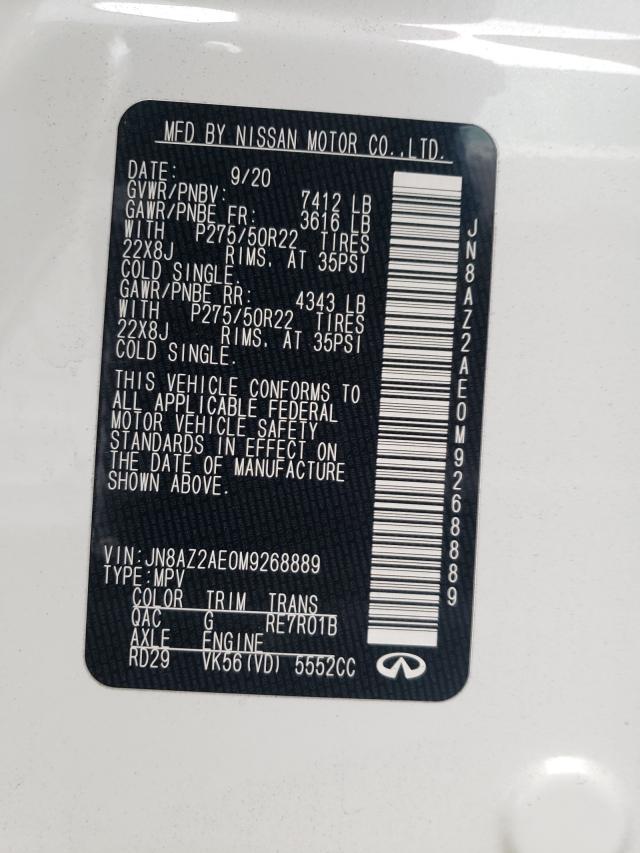 MFD BY NISSAN MOTOR CO.,LTD.
DATE: 9/20
GVWR/PNBV: 7412 LB
GAWR/PNBE FR: 3616 LB
WITH P275/50R22 TIRES
22X8J RIMS. AT 35PSI
COLD SINGLE.
GAWR/PNBE RR: 4343 LB
WITH P275/50R22 TIRES
22X8J RIMS. AT 35PSI
COLD SINGLE.
THIS VEHICLE CONFORMS TO
ALL APPLICABLE FEDERAL
MOTOR VEHICLE SAFETY
STANDARDS IN EFFECT ON
THE DATE OF MANUFACTURE
SHOWN ABOVE.
VIN:JN8AZ2AE0M9268889
TYPE:MPV
COLOR TRIM TRANS
QAC G RE7R01B
AXLE ENGINE
RD29 VK56(VD) 5552CC
JN8AZ2AE0M9268889